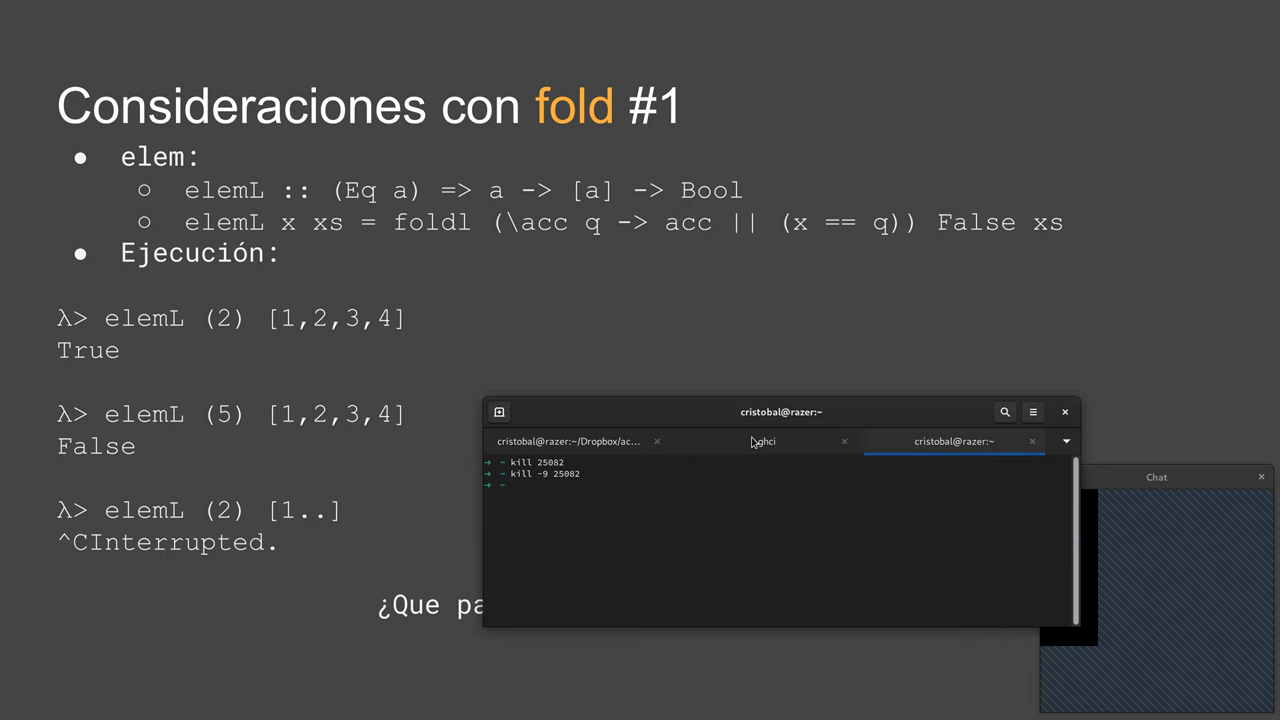 Consideraciones con fold #1
● elem:
○ elemL :: (Eq a) => a -> [a] -> Bool
○ elemL x xs = foldl (\acc q -> acc || (x == q)) False xs
● Ejecución:
λ> elemL (2) [1,2,3,4]
True
λ> elemL (5) [1,2,3,4]
False
λ> elemL (2) [1..]
^CInterrupted.
¿Que pa
cristobal@razer:~
cristobal@razer:~/Dropbox/ac...
ghci
cristobal@razer:~
➜ ~ kill 25082
➜ ~ kill -9 25082
➜ ~
Chat